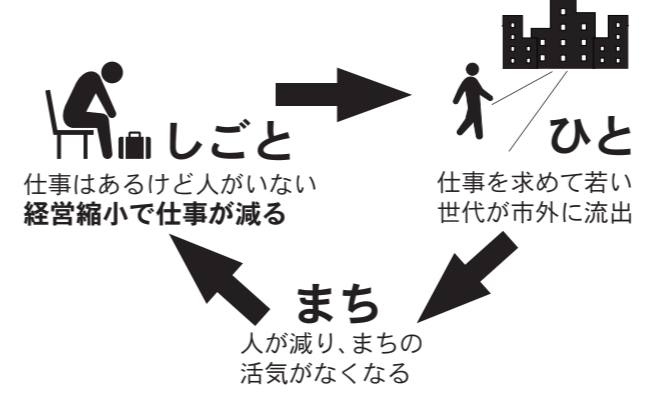 しごと
仕事はあるけど人がいない
経営縮小で仕事が減る
ひと
仕事を求めて若い
世代が市外に流出
まち
人が減り、まちの
活気がなくなる